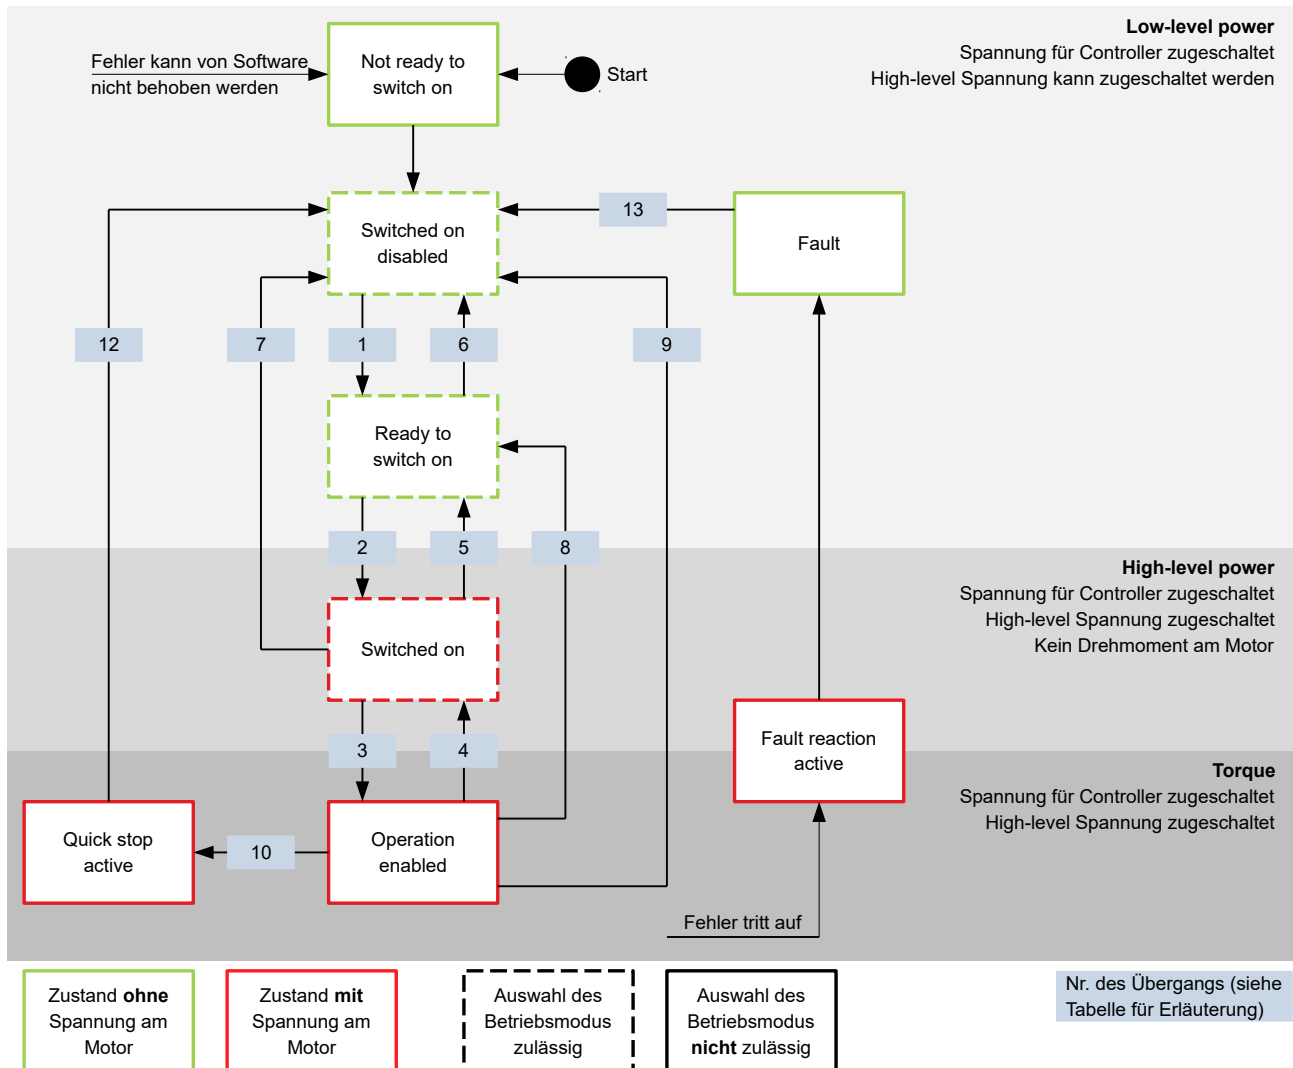 Low-level power
Spannung für Controller zugeschaltet
High-level Spannung kann zugeschaltet werden
Fehler kann von Software
nicht behoben werden
Not ready to
switch on
Start
Switched on
disabled
13
Fault
12
7
1
6
9
Ready to
switch on
2
5
8
High-level power
Spannung für Controller zugeschaltet
High-level Spannung zugeschaltet
Kein Drehmoment am Motor
Switched on
3
4
Fault reaction
active
Torque
Spannung für Controller zugeschaltet
High-level Spannung zugeschaltet
Quick stop
active
10
Operation
enabled
Fehler tritt auf
Zustand ohne
Spannung am
Motor
Zustand mit
Spannung am
Motor
Auswahl des
Betriebsmodus
zulässig
Auswahl des
Betriebsmodus
nicht zulässig
Nr. des Übergangs (siehe
Tabelle für Erläuterung)